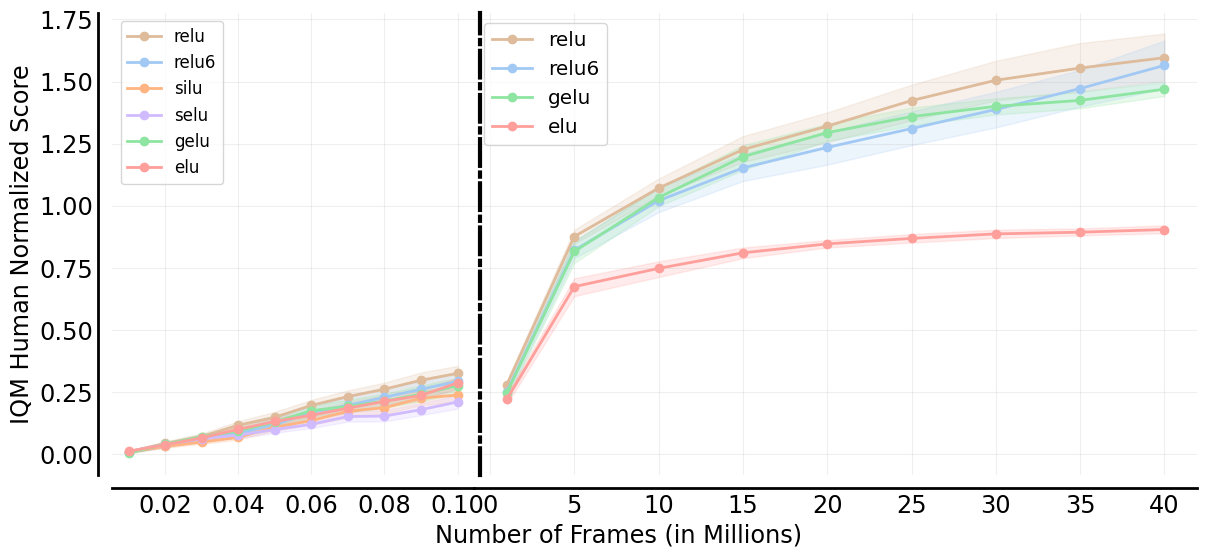 IQM Human Normalized Score
1.75
1.50
1.25
1.00
0.75
0.50
0.25
0.00
relu
relu6
silu
selu
gelu
elu
relu
relu6
gelu
elu
0.02 0.04 0.06 0.08 0.10 0 5 10 15 20 25 30 35 40
Number of Frames (in Millions)